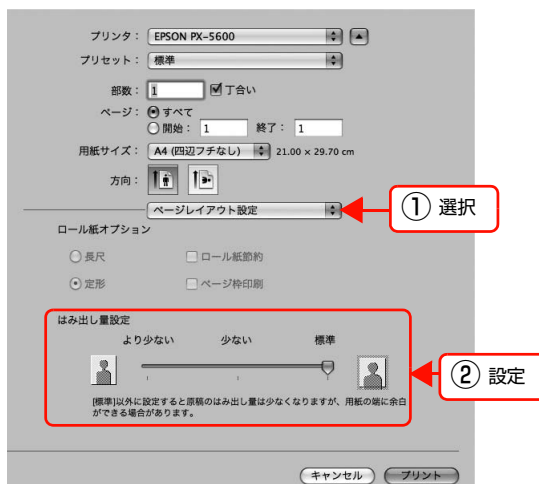 プリンタ： EPSON PX-5600
プリセット： 標準
部数： 1 丁合い
ページ： すべて
開始： 1 終了： 1
用紙サイズ： A4 (四辺フチなし) 21.00 × 29.70 cm
方向：
ページレイアウト設定
① 選択
ロール紙オプション
長尺 ロール紙節約
定形 ページ枠印刷
はみ出し量設定
より少ない 少ない 標準
② 設定
[標準]以外に設定すると原稿のはみ出し量は少なくなりますが、用紙の端に余白
ができる場合があります。
キャンセル プリント